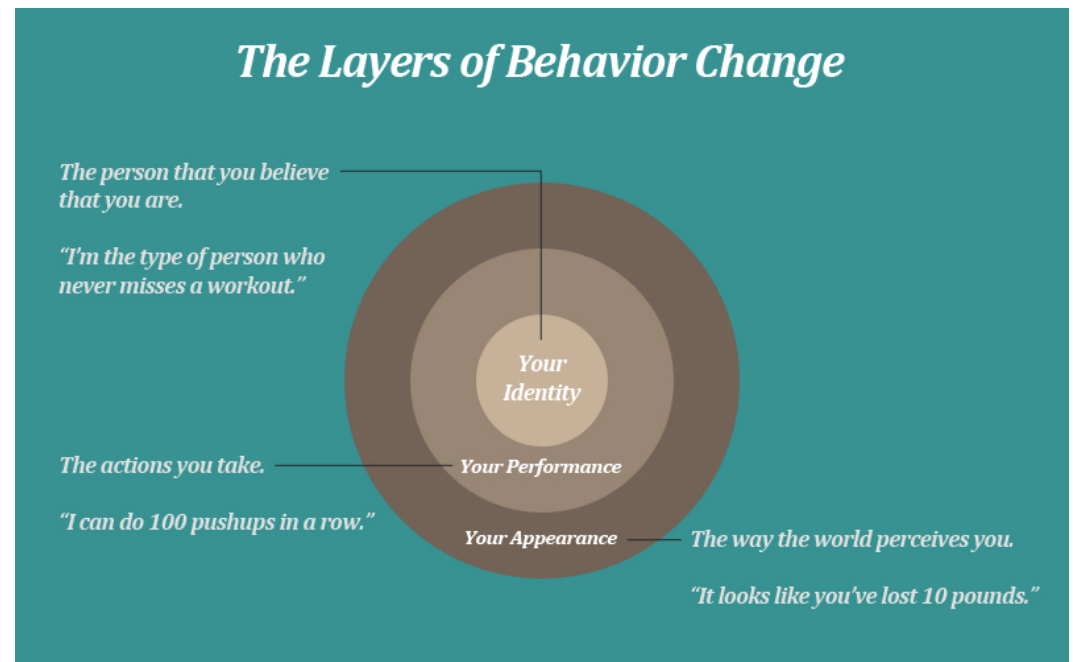 The Layers of Behavior Change
The person that you believe
that you are.
“I’m the type of person who
never misses a workout.”
Your
Identity
The actions you take.
Your Performance
“I can do 100 pushups in a row.”
Your Appearance
The way the world perceives you.
“It looks like you’ve lost 10 pounds.”